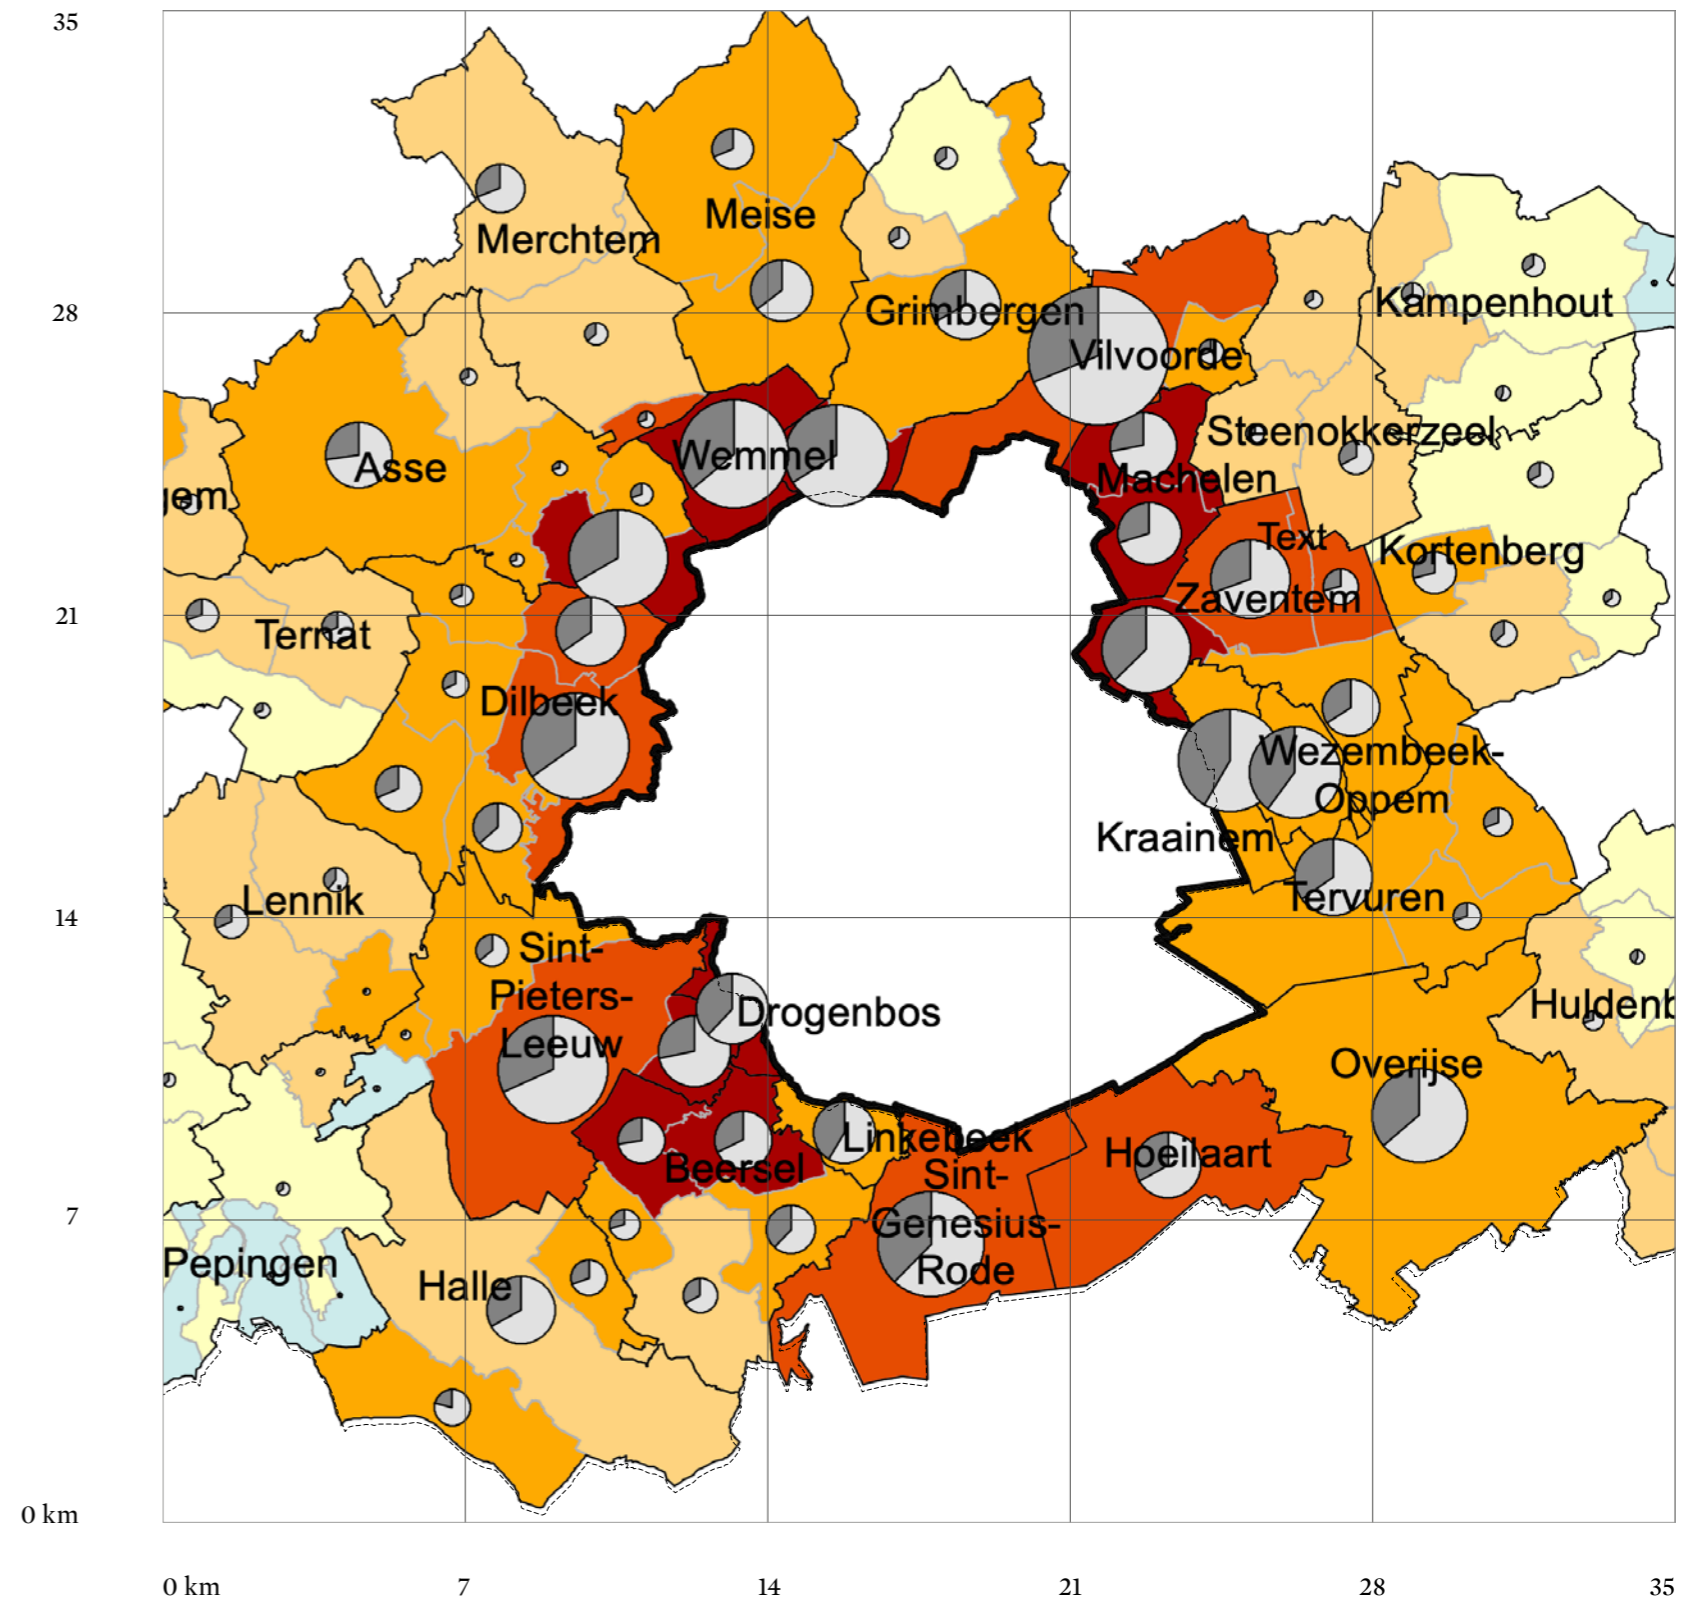 35
Meise
Merchtem
28
Grimbergen
Kampenhout
Vilvoorde
Steenokkerzeel
Wemmel
Asse
Machelen
gem
Text
Kortenberg
21
Zaventem
Ternat
Dilbeek
Wezembeek-
Oppem
Kraainem
14
Lennik
Tervuren
Sint-
Pieters-
Leeuw
Drogenbos
Huldenb
Overijse
Linkebeek
Beersel
Hoeilaart
7
Sint-
Genesius-
Rode
Pepingen
Halle
0 km
0 km 7 14 21 28 35